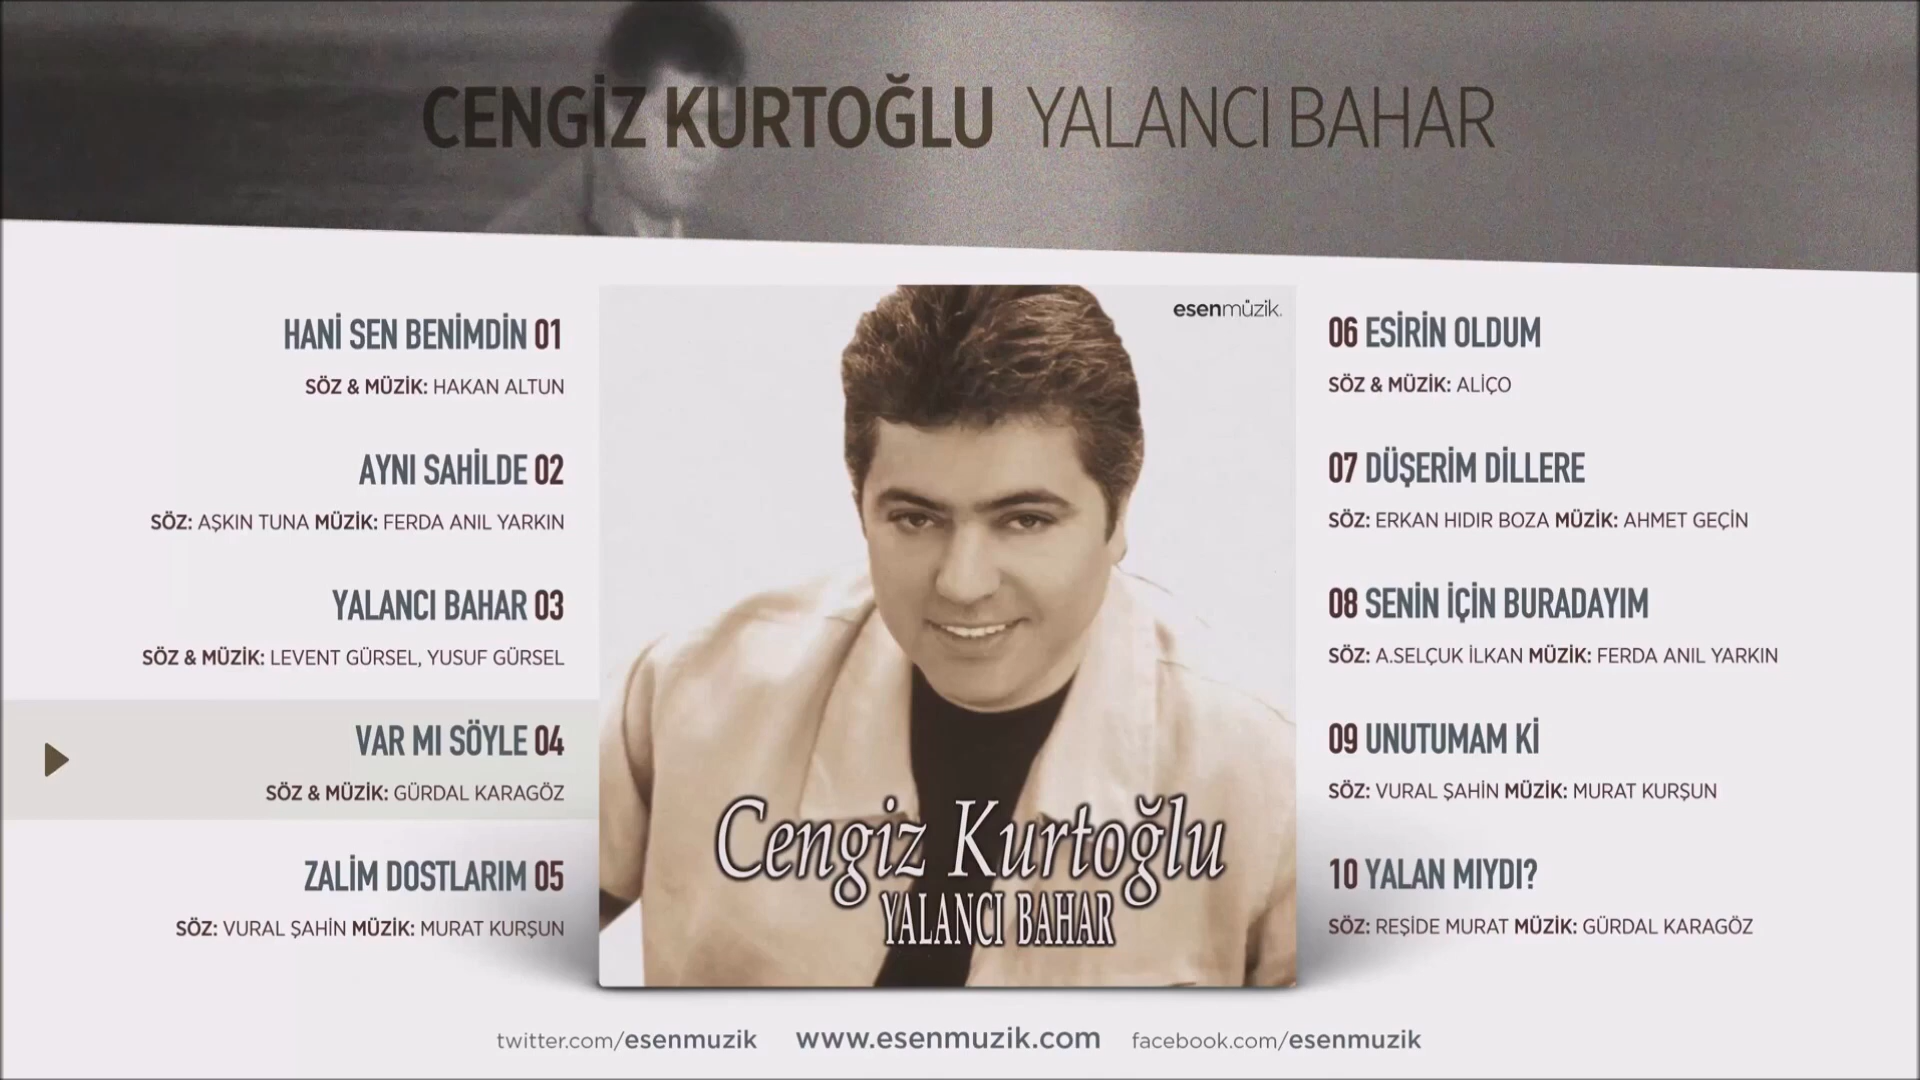 CENGİZ KURTOĞLU YALANCI BAHAR
HANİ SEN BENİMDİN 01
SÖZ & MÜZİK: HAKAN ALTUN
AYNI SAHİLDE 02
SÖZ: AŞKIN TUNA MÜZİK: FERDA ANIL YARKIN
YALANCI BAHAR 03
SÖZ & MÜZİK: LEVENT GÜRSEL, YUSUF GÜRSEL
VAR MI SÖYLE 04
SÖZ & MÜZİK: GÜRDAL KARAGÖZ
ZALİM DOSTLARIM 05
SÖZ: VURAL ŞAHİN MÜZİK: MURAT KURŞUN
esenmüzik.
Cengiz Kurtoğlu
YALANCI BAHAR
06 ESİRİN OLDUM
SÖZ & MÜZİK: ALİÇO
07 DÜŞERİM DİLLERE
SÖZ: ERKAN HIDIR BOZA MÜZİK: AHMET GEÇİN
08 SENİN İÇİN BURADAYIM
SÖZ: A.SELÇUK İLKAN MÜZİK: FERDA ANIL YARKIN
09 UNUTUMAM Kİ
SÖZ: VURAL ŞAHİN MÜZİK: MURAT KURŞUN
10 YALAN MIYDI?
SÖZ: REŞİDE MURAT MÜZİK: GÜRDAL KARAGÖZ
twitter.com/esenmuzik www.esenmuzik.com facebook.com/esenmuzik